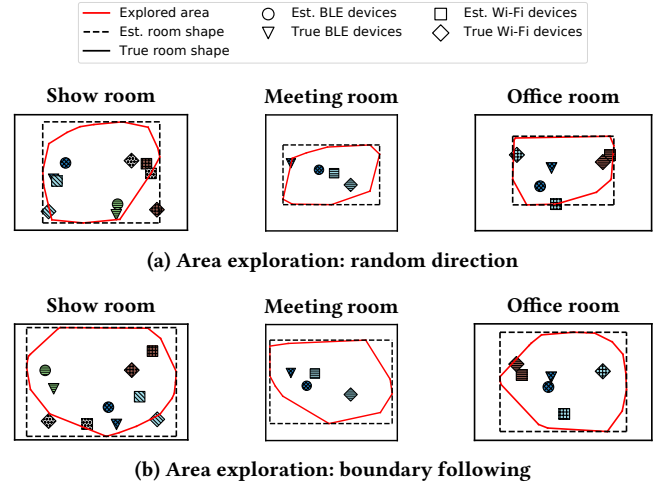 Explored area
Est. room shape
True room shape
Est. BLE devices
True BLE devices
Est. Wi-Fi devices
True Wi-Fi devices
Show room Meeting room Office room
(a) Area exploration: random direction
Show room Meeting room Office room
(b) Area exploration: boundary following